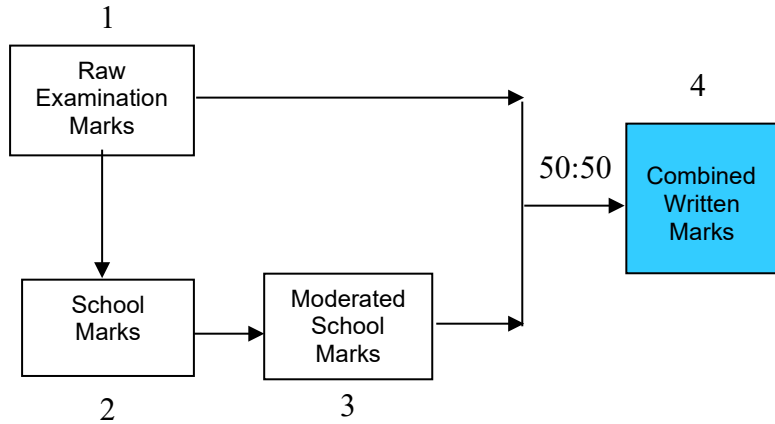 1
Raw
Examination
Marks
4
50:50
Combined
Written
Marks
School
Marks
Moderated
School
Marks
2
3